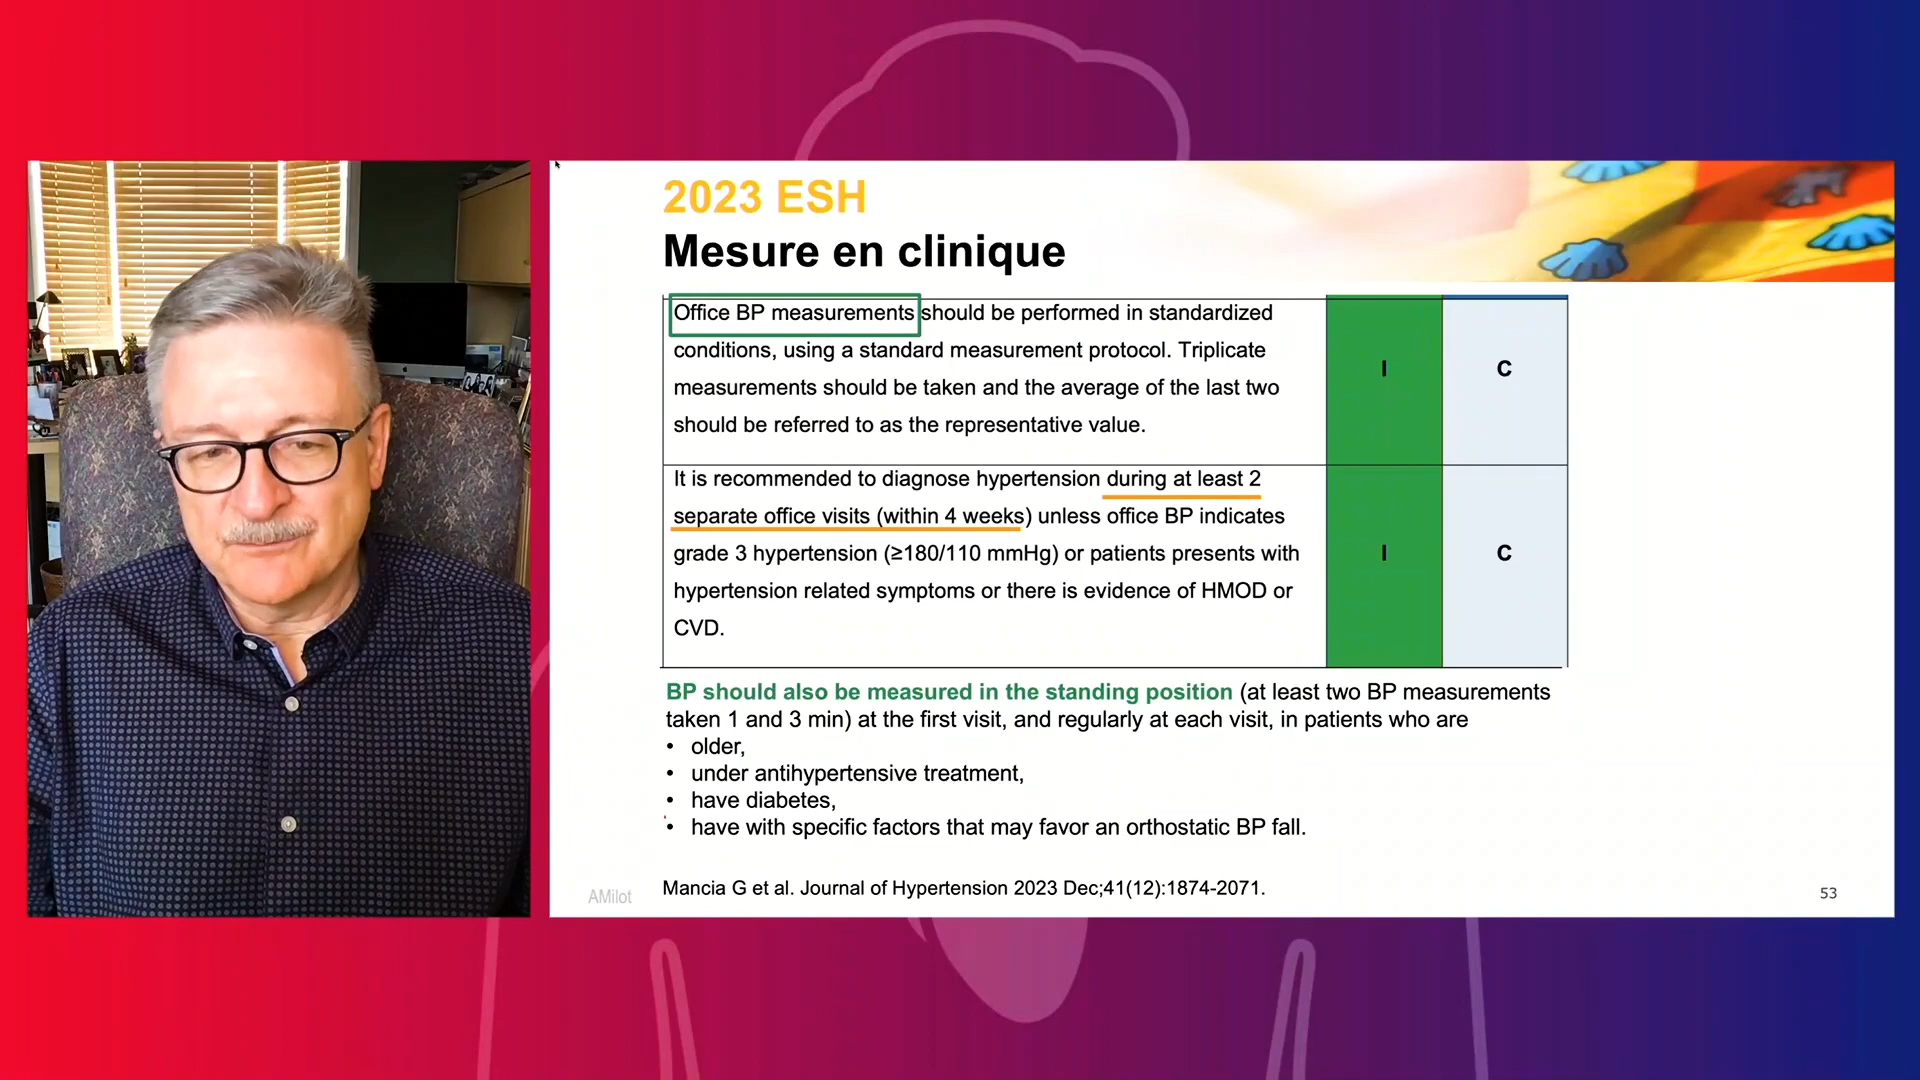 2023 ESH
Mesure en clinique
Office BP measurements should be performed in standardized
conditions, using a standard measurement protocol. Triplicate
measurements should be taken and the average of the last two
should be referred to as the representative value.
I
C
It is recommended to diagnose hypertension during at least 2
separate office visits (within 4 weeks) unless office BP indicates
grade 3 hypertension (≥180/110 mmHg) or patients presents with
hypertension related symptoms or there is evidence of HMOD or
CVD.
I
C
BP should also be measured in the standing position (at least two BP measurements
taken 1 and 3 min) at the first visit, and regularly at each visit, in patients who are
• older,
• under antihypertensive treatment,
• have diabetes,
• have with specific factors that may favor an orthostatic BP fall.
Mancia G et al. Journal of Hypertension 2023 Dec;41(12):1874-2071.
AMilot
53